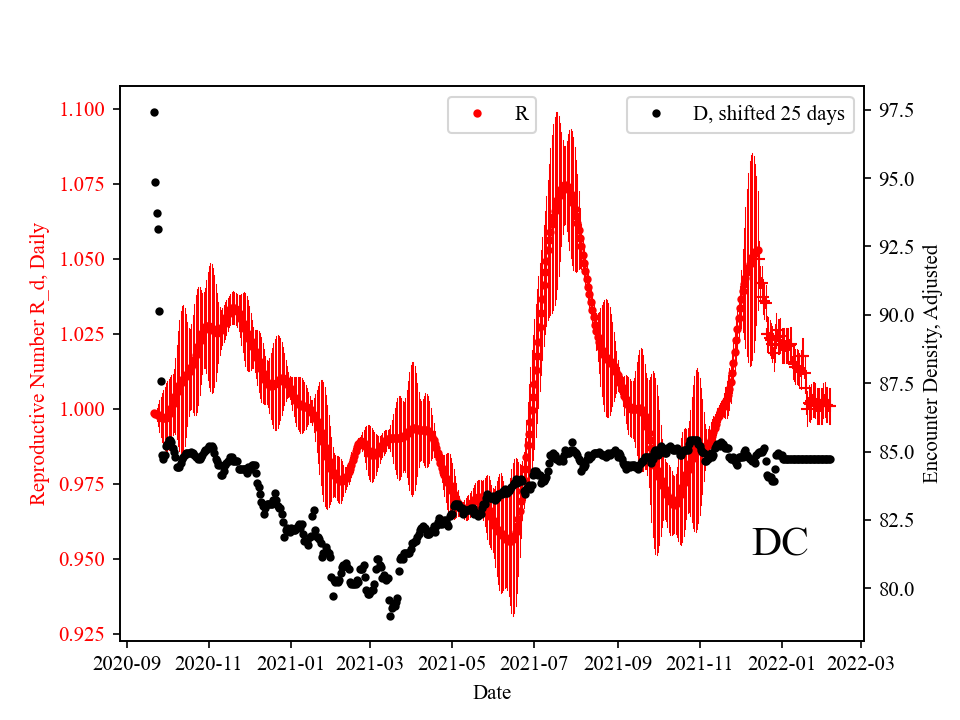 R
D, shifted 25 days
Reproductive Number R_d, Daily
1.100
1.075
1.050
1.025
1.000
0.975
0.950
0.925
97.5
95.0
92.5
90.0
87.5
85.0
82.5
80.0
Encounter Density, Adjusted
DC
2020-09 2020-11 2021-01 2021-03 2021-05 2021-07 2021-09 2021-11 2022-01 2022-03
Date